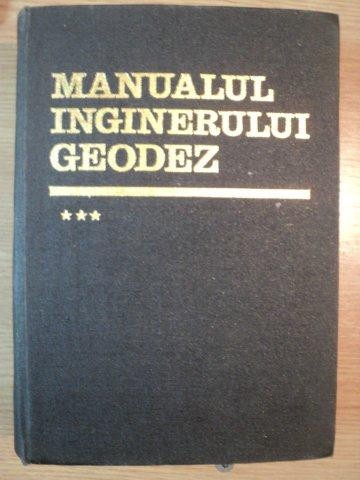 MANUALUL
INGINERULUI
GEODEZ
***